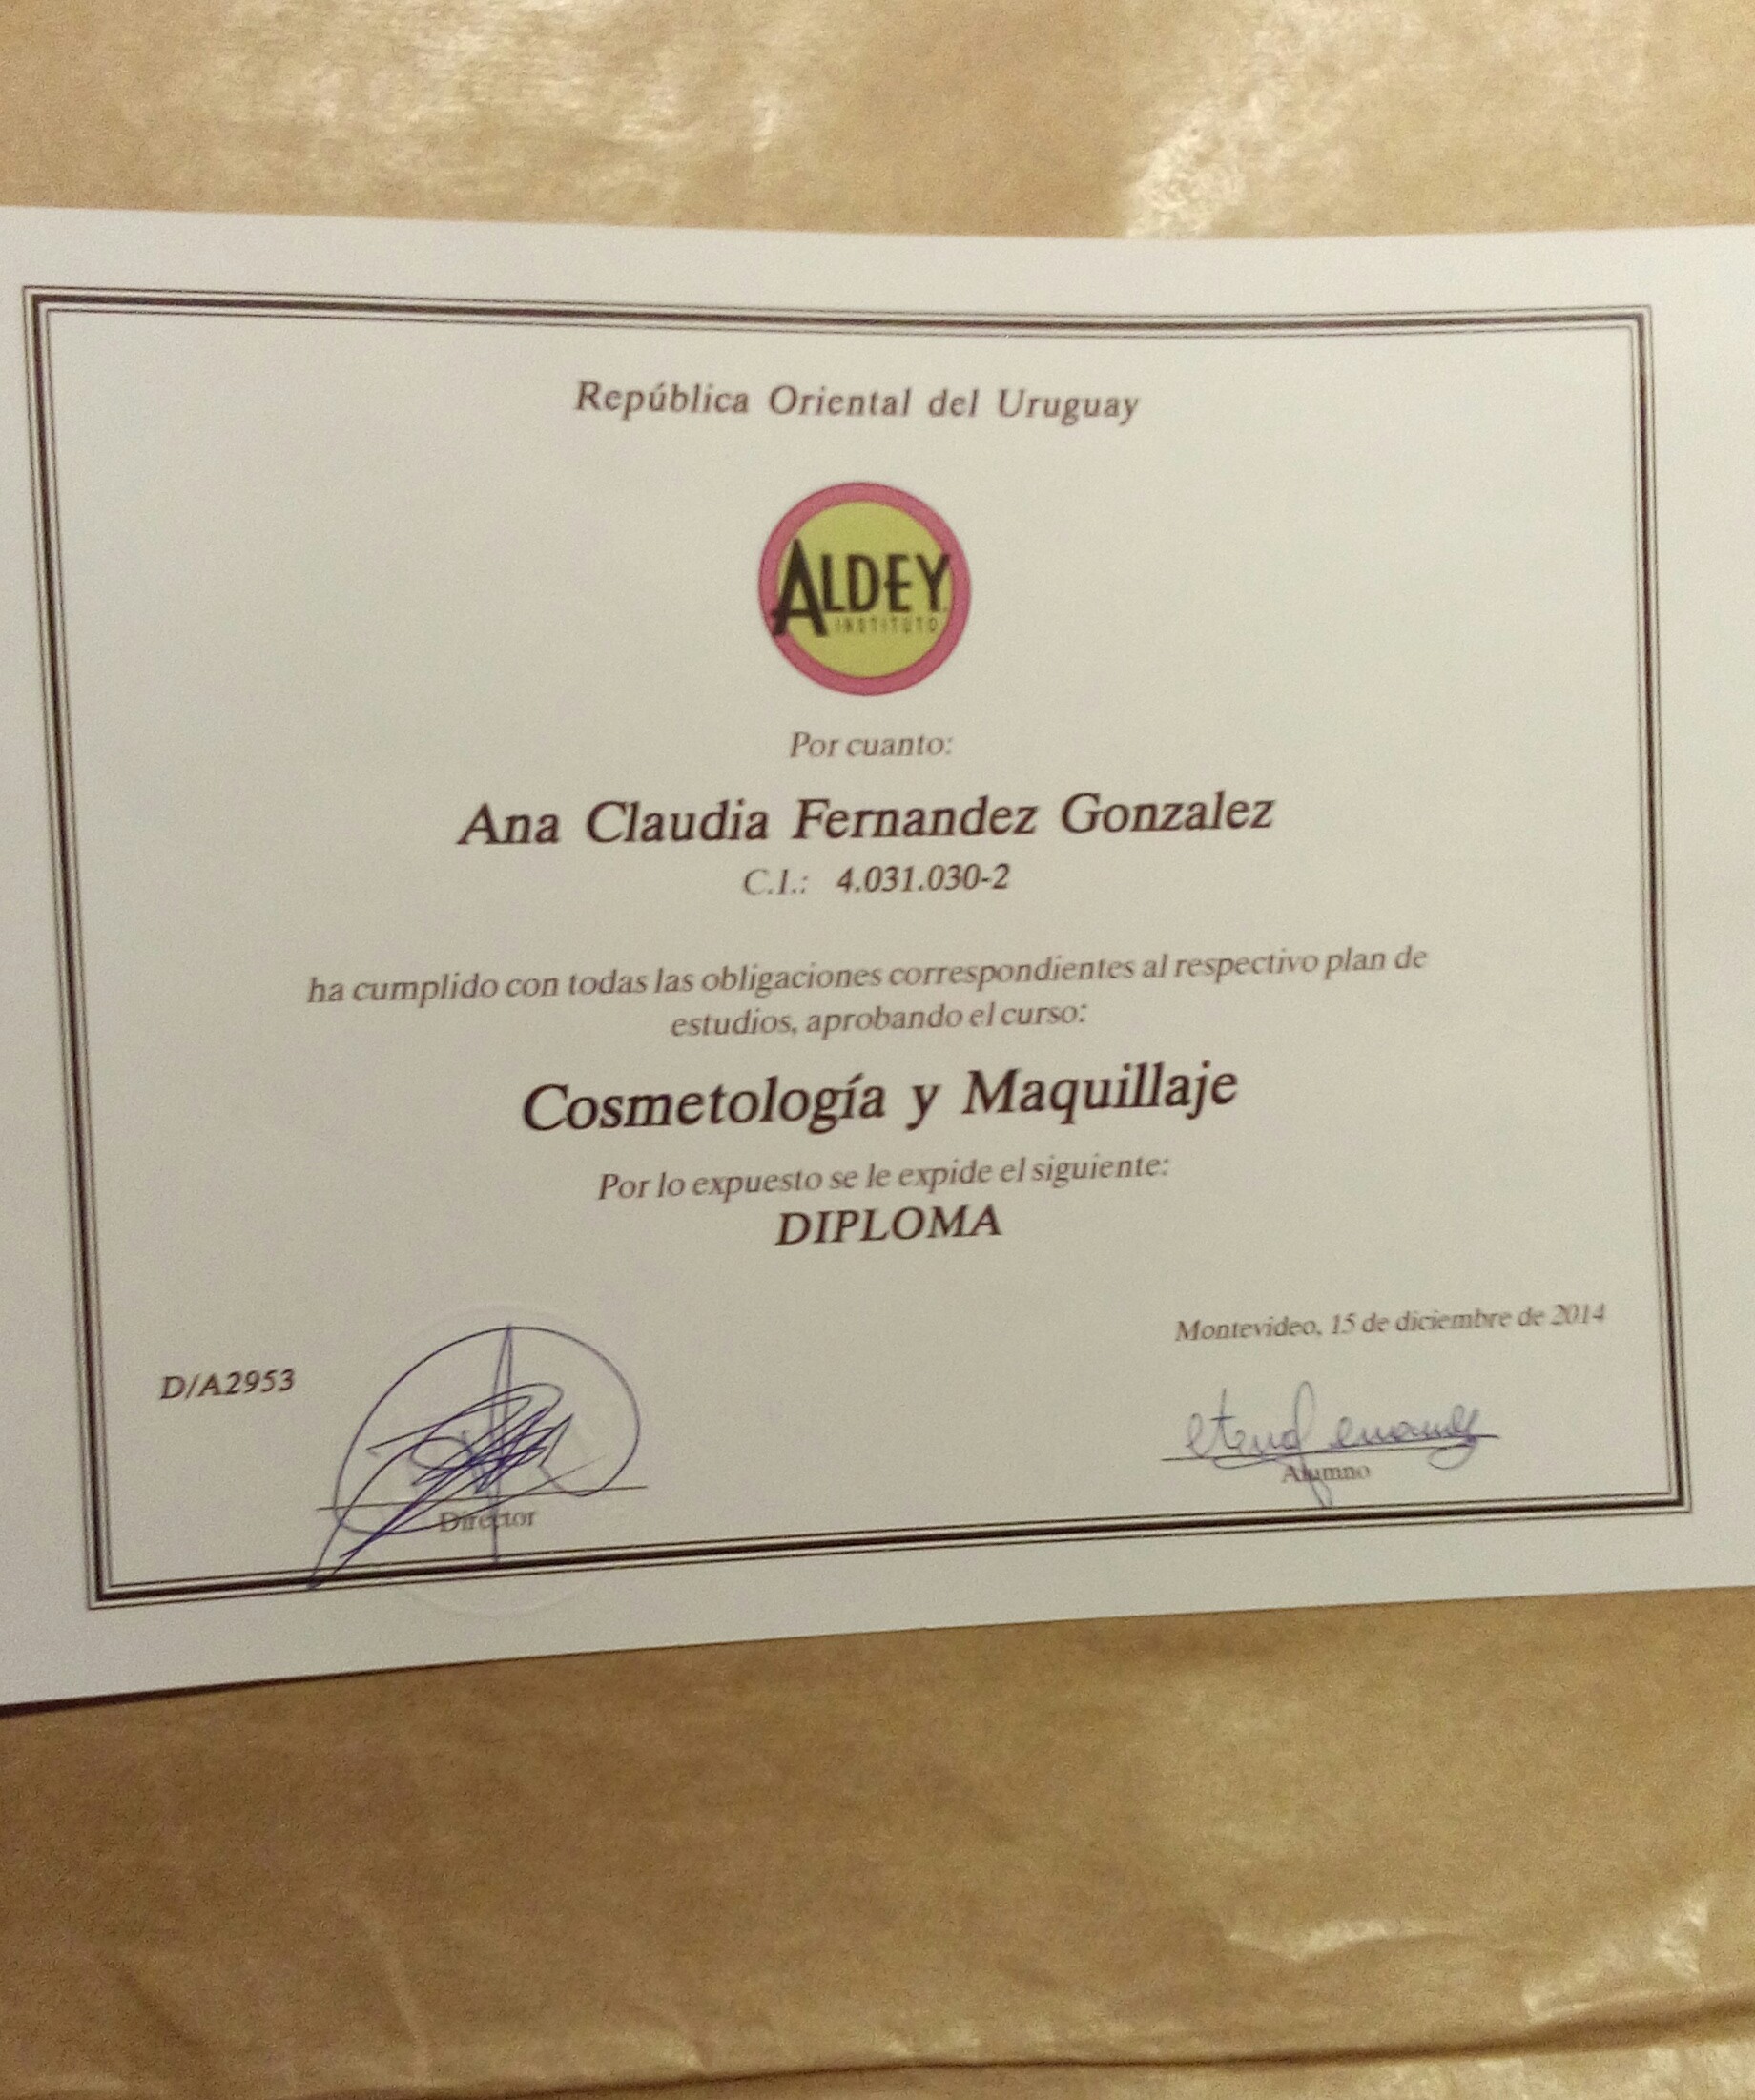 República Oriental del Uruguay
ALDEY
INSTITUTO
Por cuanto:
Ana Claudia Fernandez Gonzalez
C.I.: 4.031.030-2
ha cumplido con todas las obligaciones correspondientes al respectivo plan de
estudios, aprobando el curso:
Cosmetología y Maquillaje
Por lo expuesto se le expide el siguiente:
DIPLOMA
Montevideo, 15 de diciembre de 2014
D/A2953
Director
Alumno